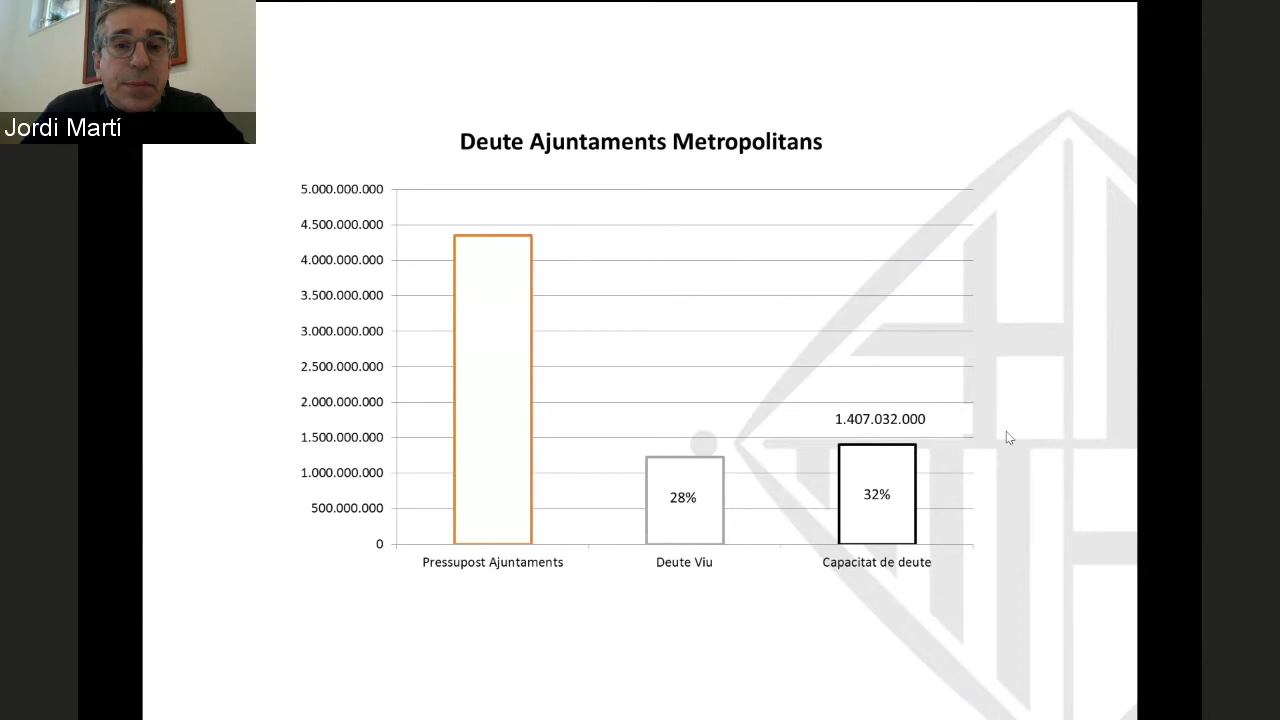 Jordi Martí
Deute Ajuntaments Metropolitans
5.000.000.000
4.500.000.000
4.000.000.000
3.500.000.000
3.000.000.000
2.500.000.000
2.000.000.000
1.407.032.000
1.500.000.000
1.000.000.000
28%
32%
500.000.000
0
Pressupost Ajuntaments
Deute Viu
Capacitat de deute